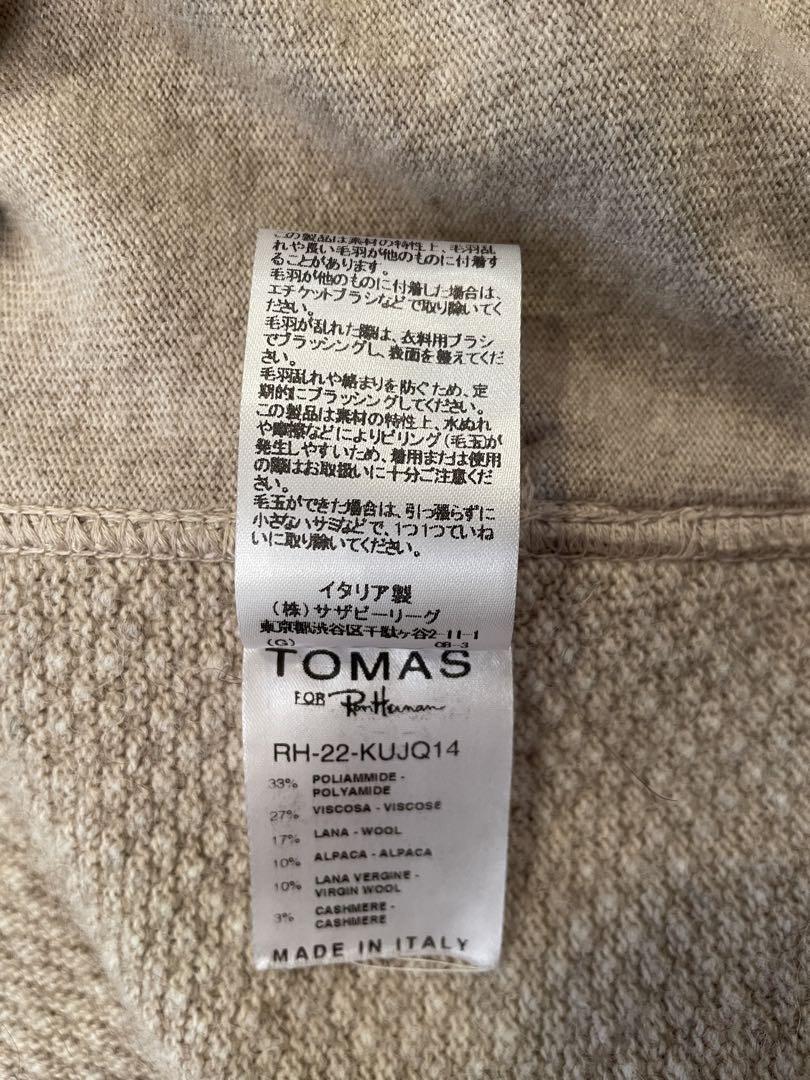 この製品は素材の特性上、毛羽乱
れや長い毛羽が他のものに付着す
ることがあります。
毛羽が他のものに付着した場合は、
エチケットブラシなどで取り除いてく
ださい。
毛羽が乱れた際は、衣料用ブラシ
でブラッシングし、表面を整えてくだ
さい。
毛羽乱れや絡まりを防ぐため、定
期的にブラッシングしてください。
この製品は素材の特性上、水ぬれ
や摩擦などによりピリング(毛玉)が
発生しやすいため、着用または使用
の際はお取扱いに十分ご注意くだ
さい。
毛玉ができた場合は、引っ張らずに
小さなハサミなどで、1つ1つていね
いに取り除いてください。
イタリア製
(株)サザビーリーグ
東京都渋谷区千駄ヶ谷2-11-1
(G) 08-3
TOMAS
FOR Ron Herman
RH-22-KUJQ14
33% POLIAMMIDE -
POLYAMIDE
27% VISCOSA - VISCOSE
17% LANA - WOOL
10% ALPACA - ALPACA
10% LANA VERGINE -
VIRGIN WOOL
3% CASHMERE -
CASHMERE
MADE IN ITALY